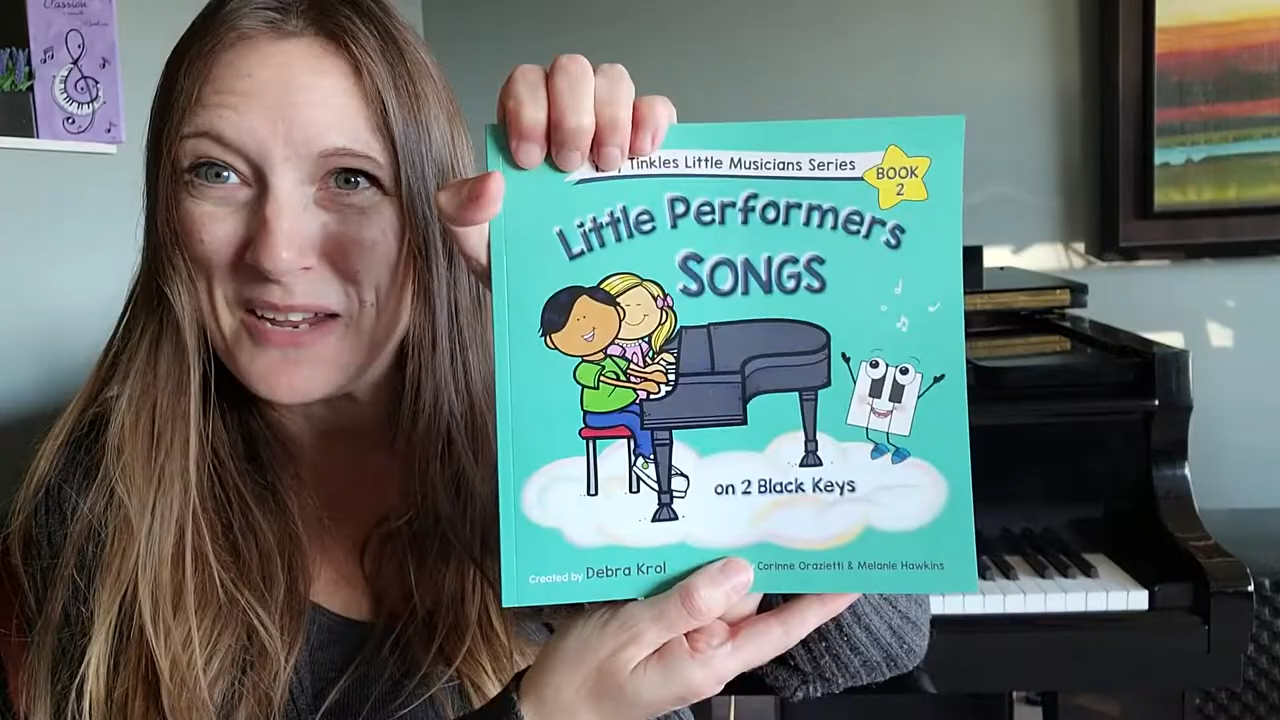 Passion
Tinkles Little Musicians Series
BOOK
2
Little Performers
SONGS
on 2 Black Keys
Created by Debra Krol
Corinne Orazietti & Melanie Hawkins